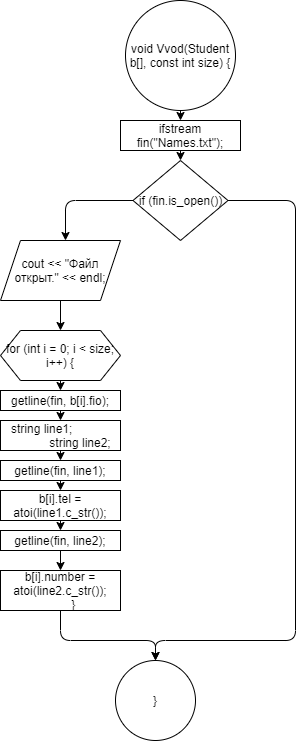 void Vvod(Student
b[], const int size) {
ifstream
fin("Names.txt");
if (fin.is_open())
cout << "Файл
открыт." << endl;
for (int i = 0; i < size;
i++) {
getline(fin, b[i].fio);
string line1;
string line2;
getline(fin, line1);
b[i].tel =
atoi(line1.c_str());
getline(fin, line2);
b[i].number =
atoi(line2.c_str());
}
}